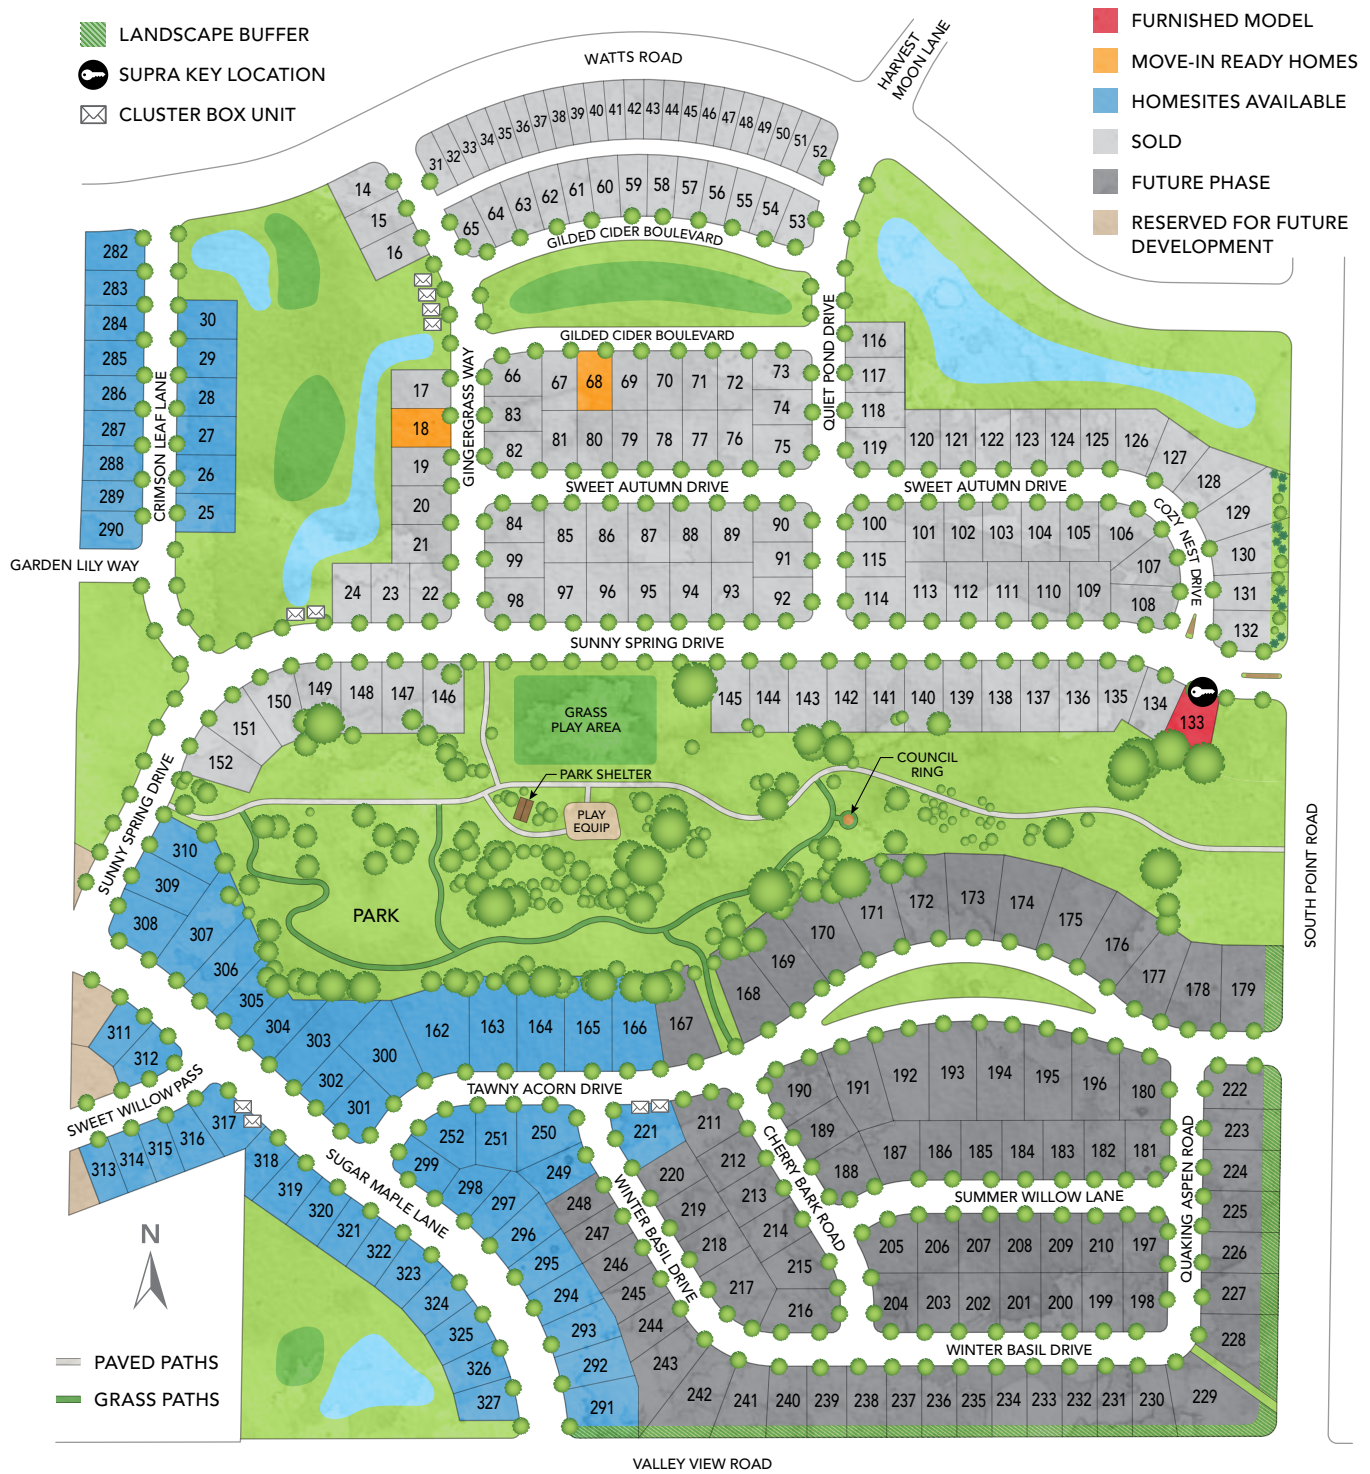 LANDSCAPE BUFFER
SUPRA KEY LOCATION
CLUSTER BOX UNIT
FURNISHED MODEL
MOVE-IN READY HOMES
HOMESITES AVAILABLE
SOLD
FUTURE PHASE
RESERVED FOR FUTURE
DEVELOPMENT
WATTS ROAD
HARVEST
MOON LANE
31 32 33 34 35 36 37 38 39 40 41 42 43 44 45 46 47 48 49 50 51 52
65 64 63 62 61 60 59 58 57 56 55 54 53
GILDED CIDER BOULEVARD
14
15
16
282
283
284
285
286
287
288
289
290
CRIMSON LEAF LANE
30
29
28
27
26
25
GARDEN LILY WAY
17
18
19
20
21
24 23 22
GINGERGRASS WAY
GILDED CIDER BOULEVARD
66 67 68 69 70 71 72 73
83 74
82 81 80 79 78 77 76 75
QUIET POND DRIVE
116
117
118
119 120 121 122 123 124 125 126 127 128 129 130 131 132
SWEET AUTUMN DRIVE
SWEET AUTUMN DRIVE
COZY NEST DRIVE
84 85 86 87 88 89 90
99 91
98 97 96 95 94 93 92
100 101 102 103 104 105 106
115 107
114 113 112 111 110 109 108
SUNNY SPRING DRIVE
152 151 150 149 148 147 146
GRASS
PLAY AREA
145 144 143 142 141 140 139 138 137 136 135 134 133
PARK SHELTER
PLAY
EQUIP
COUNCIL
RING
SUNNY SPRING DRIVE
PARK
SOUTH POINT ROAD
310
309
308
307
306
305
304
303
302
301
300
162 163 164 165 166 167
168 169 170 171 172 173 174 175 176 177 178 179
311
312
SWEET WILLOW PASS
313 314 315 316 317
TAWNY ACORN DRIVE
318
319
320
321
322
323
324
325
326
327
SUGAR MAPLE LANE
252 251 250
299 298 297 249
296
295
294
293
292
291
248
247
246
245
244
243
WINTER BASIL DRIVE
221 211
220 212
219 213
218 214
217 215
216
CHERRY BARK ROAD
190 191 192 193 194 195 196 180
189
188 187 186 185 184 183 182 181
SUMMER WILLOW LANE
205 206 207 208 209 210 197
204 203 202 201 200 199 198
QUAKING ASPEN ROAD
222
223
224
225
226
227
228
WINTER BASIL DRIVE
242 241 240 239 238 237 236 235 234 233 232 231 230 229
N
PAVED PATHS
GRASS PATHS
VALLEY VIEW ROAD